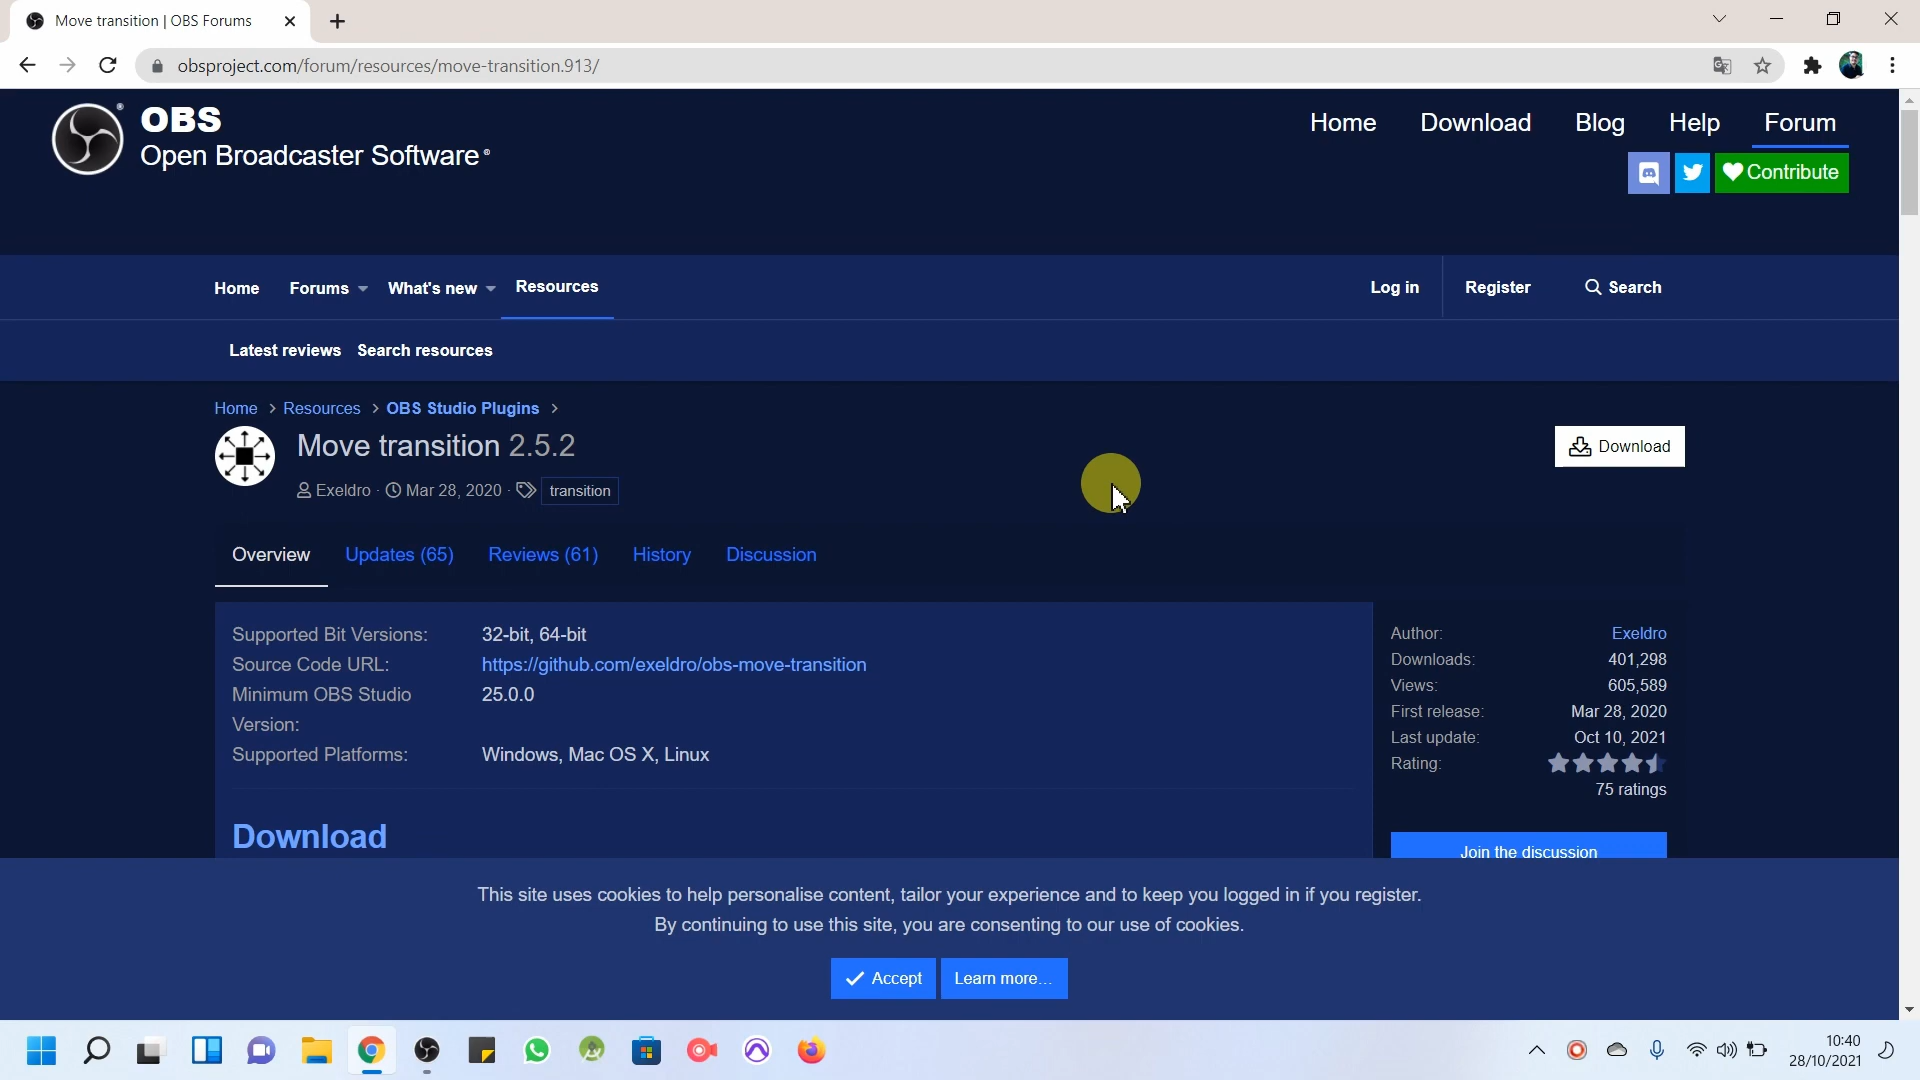 Move transition | OBS Forums
obsproject.com/forum/resources/move-transition.913/
OBS
Open Broadcaster Software
Home Download Blog Help Forum
Contribute
Home Forums What's new Resources Log in Register Search
Latest reviews Search resources
Home > Resources > OBS Studio Plugins >
Move transition 2.5.2
Download
Exeldro · Mar 28, 2020 · transition
Overview Updates (65) Reviews (61) History Discussion
Supported Bit Versions: 32-bit, 64-bit
Source Code URL: https://github.com/exeldro/obs-move-transition
Minimum OBS Studio 25.0.0
Version:
Supported Platforms: Windows, Mac OS X, Linux
Download
Author: Exeldro
Downloads: 401,298
Views: 605,589
First release: Mar 28, 2020
Last update: Oct 10, 2021
Rating:
75 ratings
Join the discussion
This site uses cookies to help personalise content, tailor your experience and to keep you logged in if you register.
By continuing to use this site, you are consenting to our use of cookies.
Accept Learn more…
10:40
28/10/2021